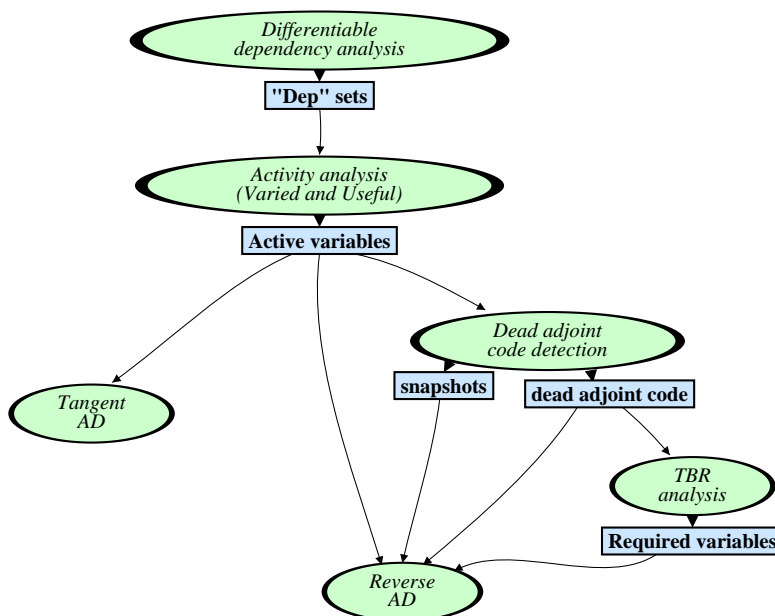 Differentiable
dependency analysis
"Dep" sets
Activity analysis
(Varied and Useful)
Active variables
Dead adjoint
code detection
snapshots
dead adjoint code
Tangent
AD
TBR
analysis
Required variables
Reverse
AD